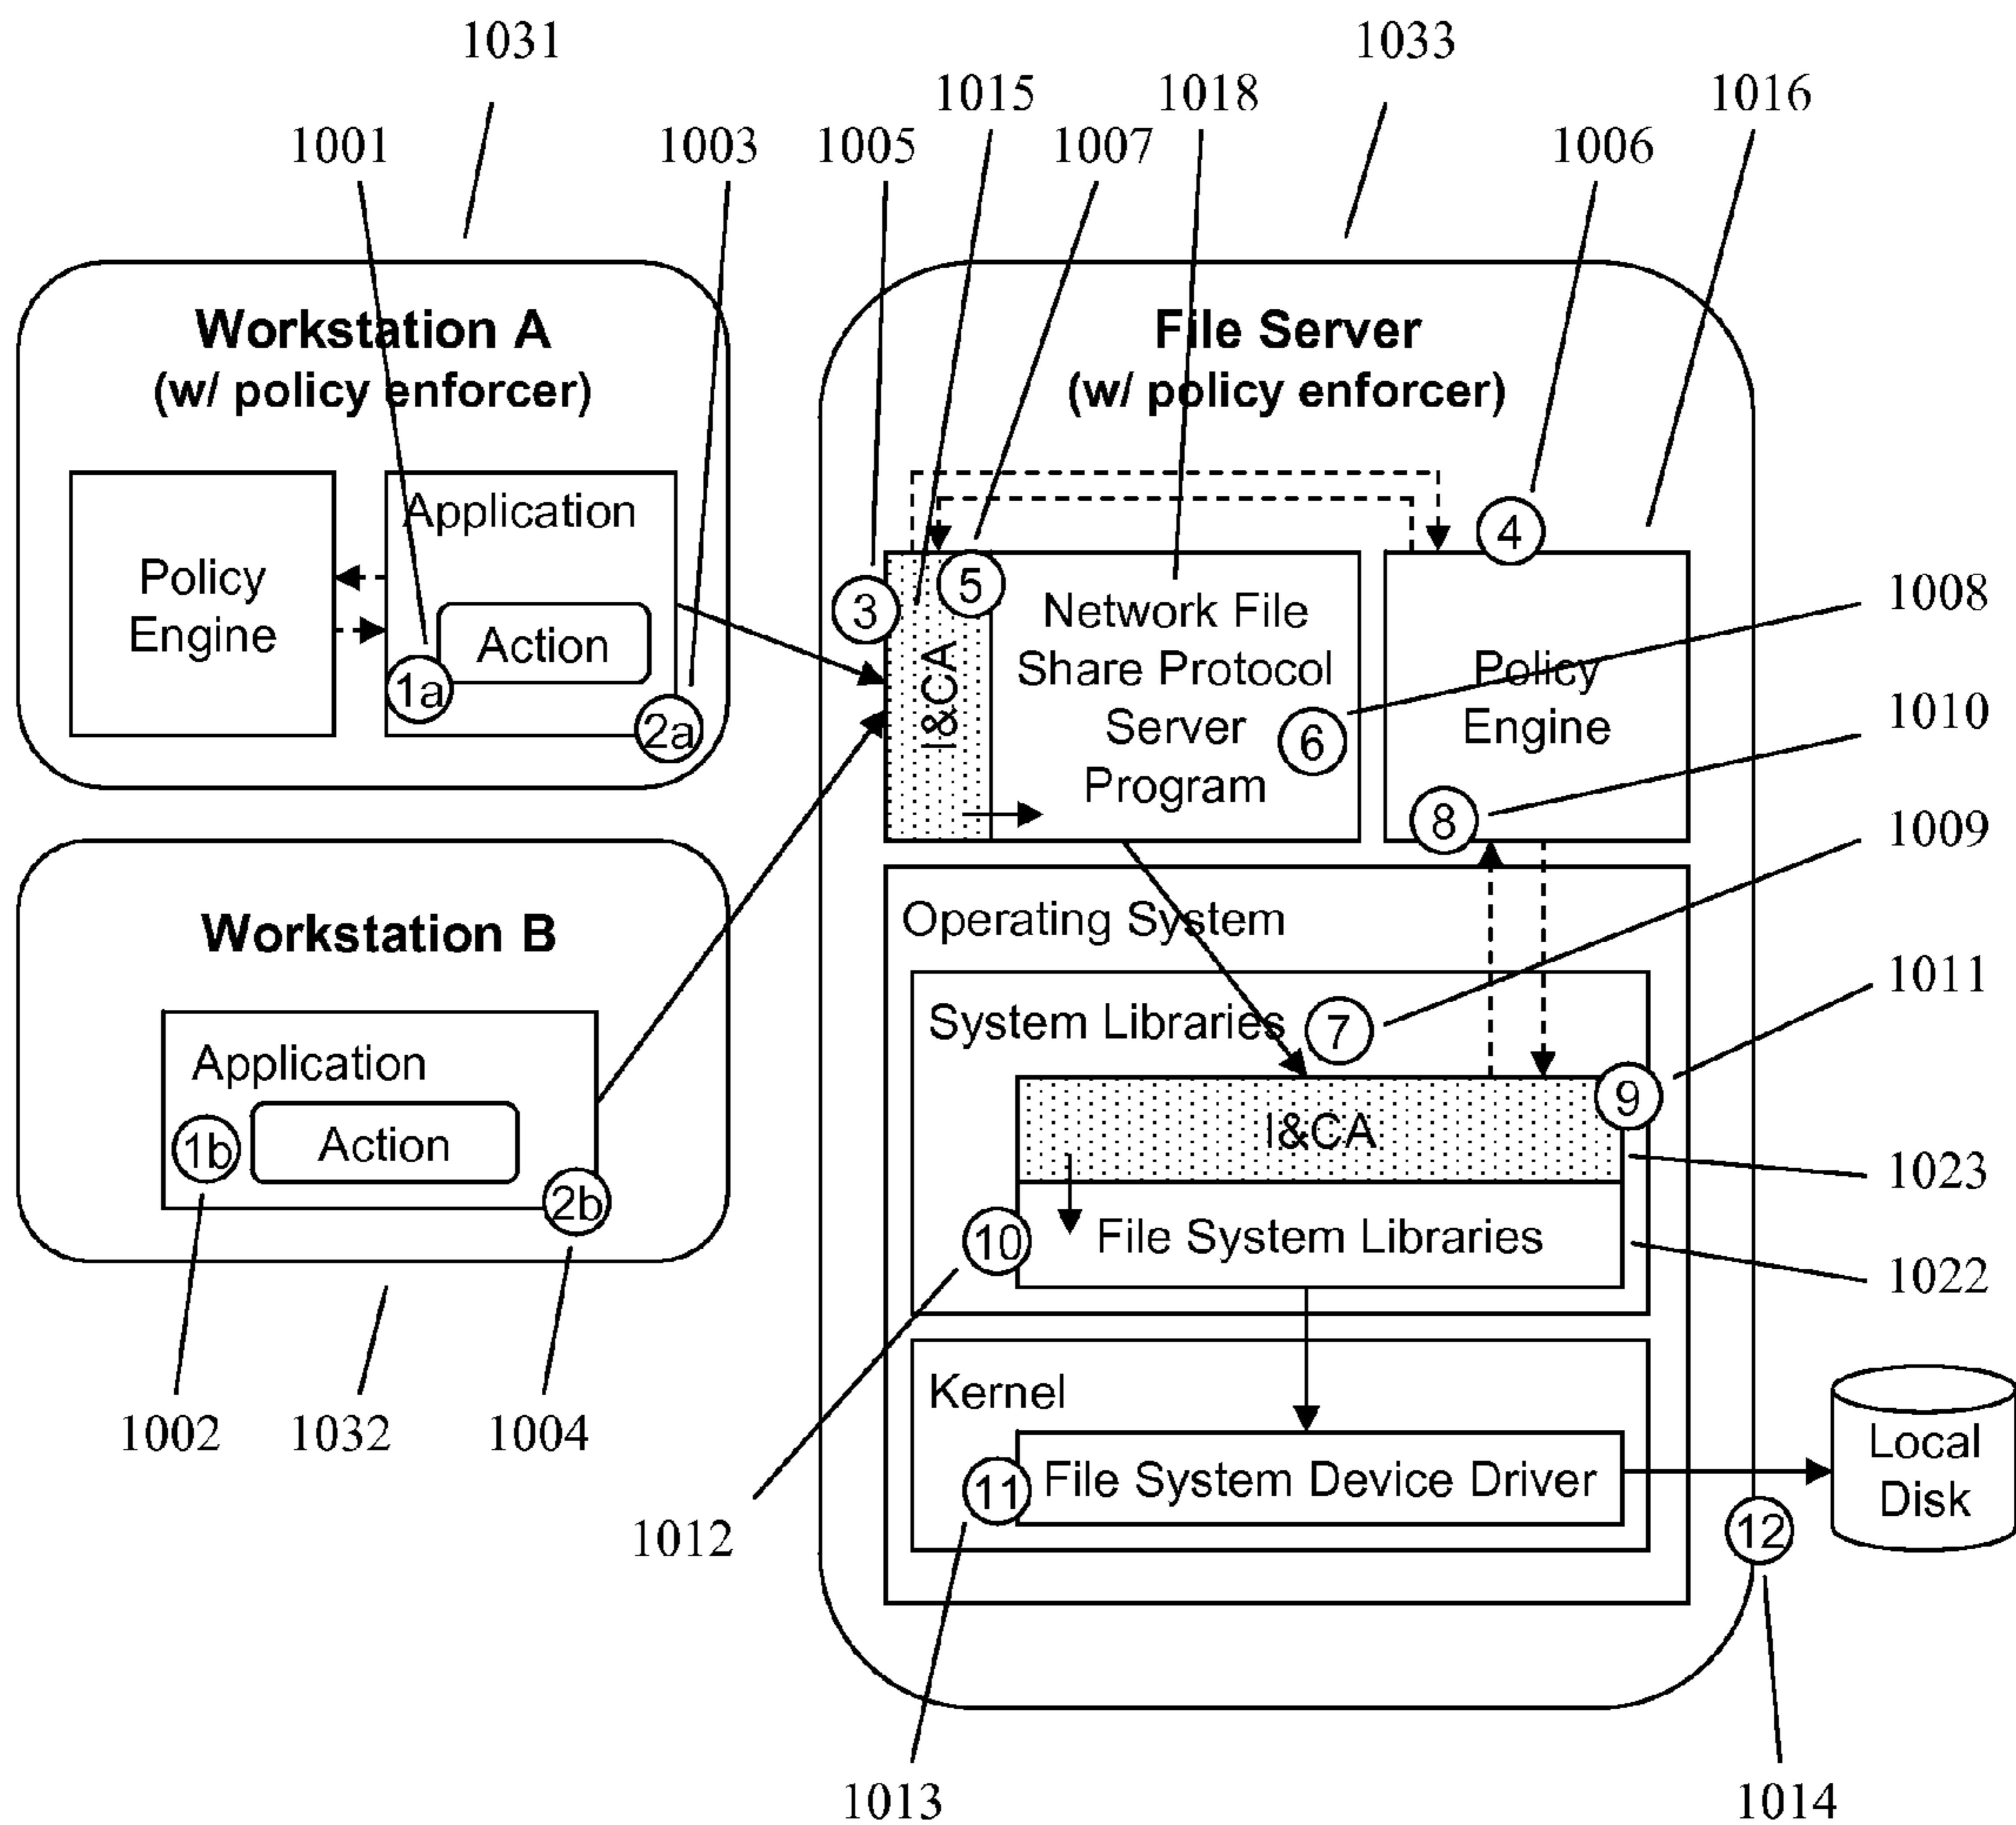 1031
1033
1015
1018
1016
1001
1003
1005
1007
1006
Workstation A
(w/ policy enforcer)
File Server
(w/ policy enforcer)
Policy
Engine
Application
Action
1a
2a
3
5
4
I&CA
Network File
Share Protocol
Server
Program
6
Policy
Engine
8
1008
1010
1009
1011
Workstation B
Application
1b
Action
2b
Operating System
System Libraries
7
9
I&CA
10
File System Libraries
1023
1022
1002
1032
1004
Kernel
11
File System Device Driver
Local
Disk
12
1012
1013
1014